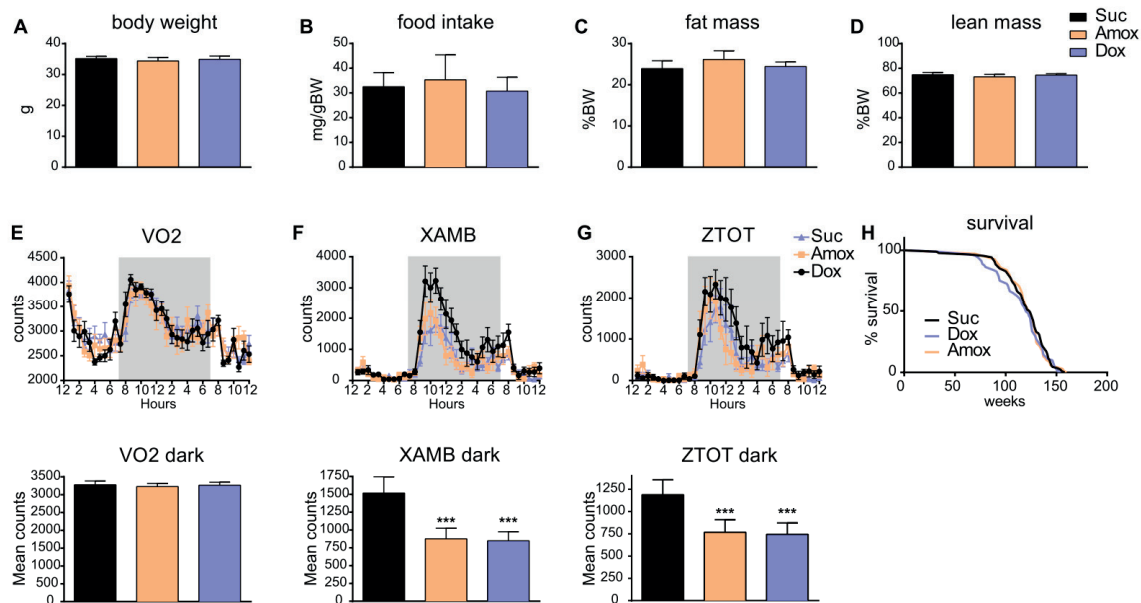 A body weight
g
40
30
20
10
0
B food intake
mg/gBW
50
40
30
20
10
0
C fat mass
%BW
30
20
10
0
D lean mass
%BW
100
80
60
40
20
0
Suc
Amox
Dox
E VO2
counts
4500
4000
3500
3000
2500
2000
12 2 4 6 8 10 12 2 4 6 8 10 12
Hours
F XAMB
counts
5000
4000
3000
2000
1000
0
12 2 4 6 8 10 12 2 4 6 8 10 12
Hours
G ZTOT
counts
3000
2000
1000
0
12 2 4 6 8 10 12 2 4 6 8 10 12
Hours
Suc
Amox
Dox
H survival
% survival
100
50
0
0 50 100 150 200
weeks
Suc
Dox
Amox
VO2 dark
Mean counts
3500
3000
2500
2000
1500
1000
500
0
XAMB dark
Mean counts
1750
1500
1250
1000
750
500
250
0
*** ***
ZTOT dark
Mean counts
1250
1000
750
500
250
0
*** ***